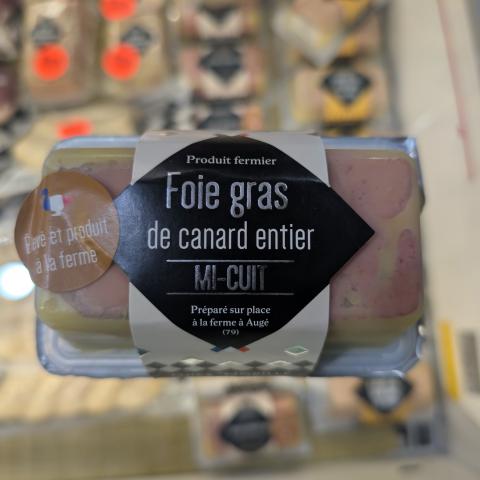 Produit fermier
Foie gras
de canard entier
MI-CUIT
Préparé sur place
à la ferme à Augé
(79)
et produit
à la ferme